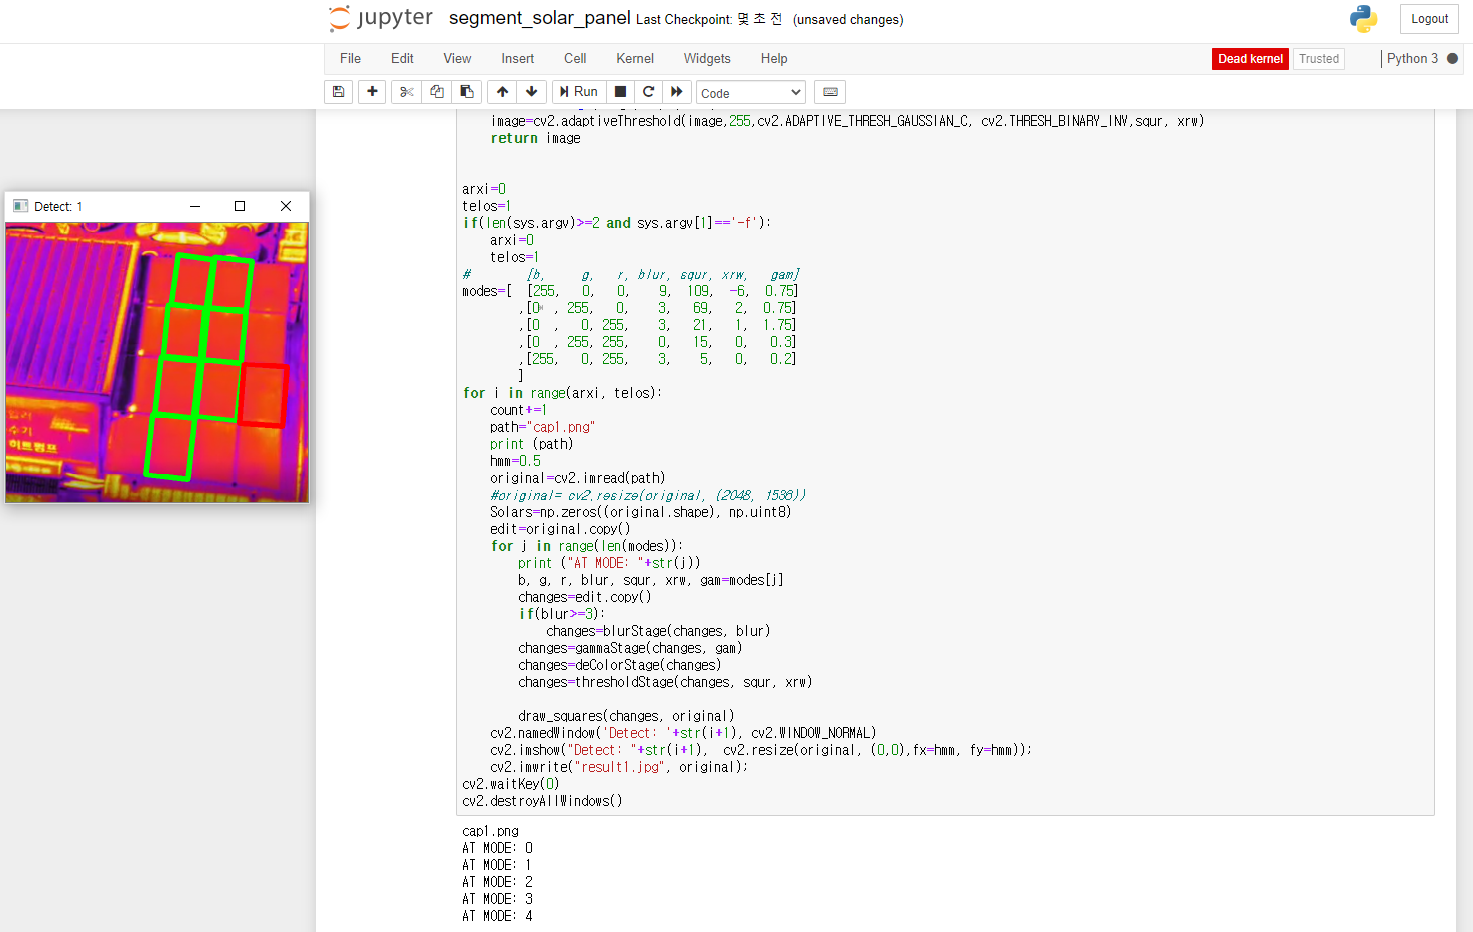 jupyter segment_solar_panel Last Checkpoint: 몇 초 전 (unsaved changes)
Logout
File Edit View Insert Cell Kernel Widgets Help
Dead kernel Trusted Python 3
Run Code
image=cv2.adaptiveThreshold(image,255,cv2.ADAPTIVE_THRESH_GAUSSIAN_C, cv2.THRESH_BINARY_INV,squr, xrw)
return image
arxi=0
telos=1
if(len(sys.argv)>=2 and sys.argv[1]=='-f'):
arxi=0
telos=1
# [b, g, r, blur, squr, xrw, gam]
modes=[ [255, 0, 0, 9, 109, -6, 0.75]
,[0 , 255, 0, 3, 69, 2, 0.75]
,[0 , 0, 255, 3, 21, 1, 1.75]
,[0 , 255, 255, 0, 15, 0, 0.3]
,[255, 0, 255, 3, 5, 0, 0.2]
]
for i in range(arxi, telos):
count+=1
path="cap1.png"
print (path)
hmm=0.5
original=cv2.imread(path)
#original= cv2.resize(original, (2048, 1536))
Solars=np.zeros((original.shape), np.uint8)
edit=original.copy()
for j in range(len(modes)):
print ("AT MODE: "+str(j))
b, g, r, blur, squr, xrw, gam=modes[j]
changes=edit.copy()
if(blur>=3):
changes=blurStage(changes, blur)
changes=gammaStage(changes, gam)
changes=deColorStage(changes)
changes=thresholdStage(changes, squr, xrw)
draw_squares(changes, original)
cv2.namedWindow('Detect: '+str(i+1), cv2.WINDOW_NORMAL)
cv2.imshow("Detect: "+str(i+1), cv2.resize(original, (0,0),fx=hmm, fy=hmm));
cv2.imwrite("result1.jpg", original);
cv2.waitKey(0)
cv2.destroyAllWindows()
cap1.png
AT MODE: 0
AT MODE: 1
AT MODE: 2
AT MODE: 3
AT MODE: 4
Detect: 1
히트펌프